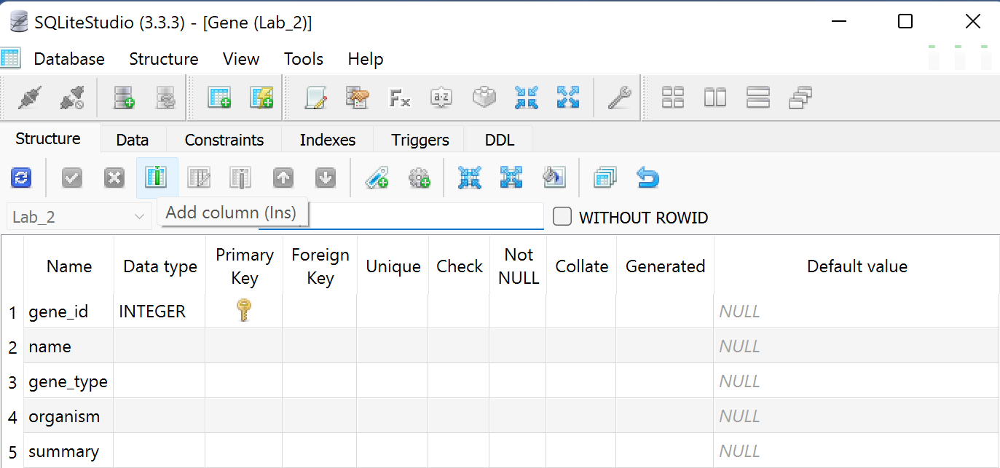 SQLiteStudio (3.3.3) - [Gene (Lab_2)]
Database Structure View Tools Help
Fx a-z
Structure Data Constraints Indexes Triggers DDL
Lab_2 Add column (Ins) WITHOUT ROWID
Name Data type Primary Key Foreign Key Unique Check Not NULL Collate Generated Default value
1 gene_id INTEGER NULL
2 name NULL
3 gene_type NULL
4 organism NULL
5 summary NULL